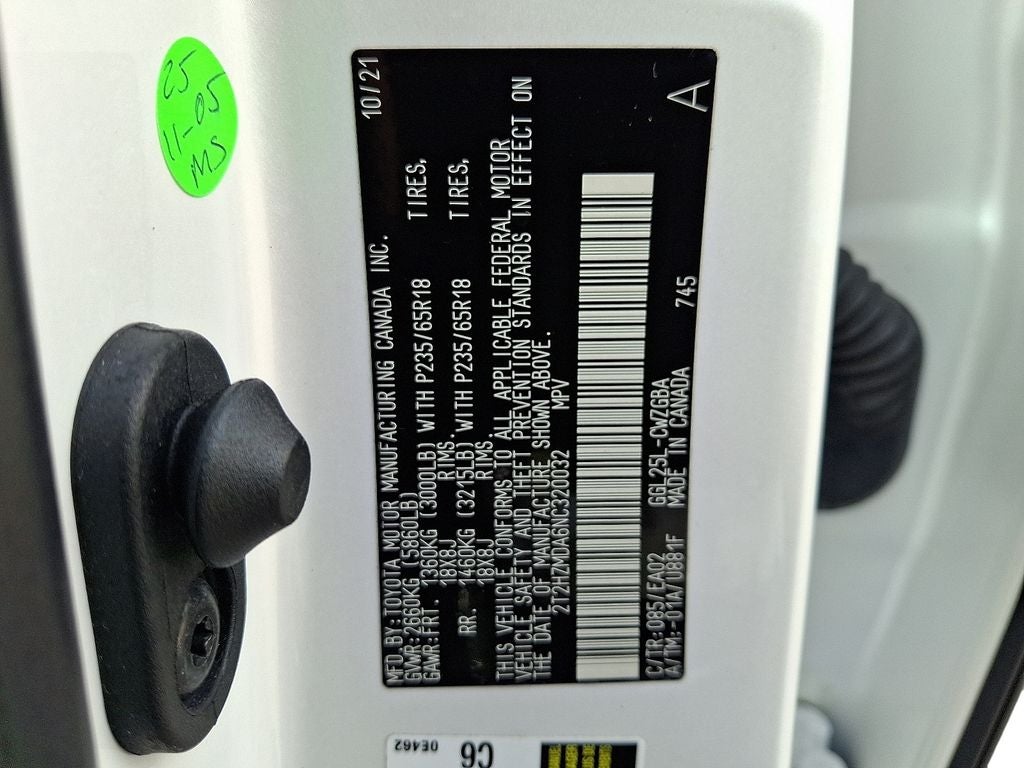 25
11-05
MS
MFD.BY:TOYOTA MOTOR MANUFACTURING CANADA INC. 10/21
GVWR:2660KG (5860LB)
GAWR:FRT. 1360KG (3000LB) WITH P235/65R18 TIRES,
18X8J RIMS.
RR. 1460KG (3215LB) WITH P235/65R18 TIRES,
18X8J RIMS.
THIS VEHICLE CONFORMS TO ALL APPLICABLE FEDERAL MOTOR
VEHICLE SAFETY AND THEFT PREVENTION STANDARDS IN EFFECT ON
THE DATE OF MANUFACTURE SHOWN ABOVE.
2T2HZMDA6NC320032 MPV
A
C/TR:085/EA02 GGL25L-CWZGBA 745
A/TM:-01A/U881F MADE IN CANADA
0E462
C6